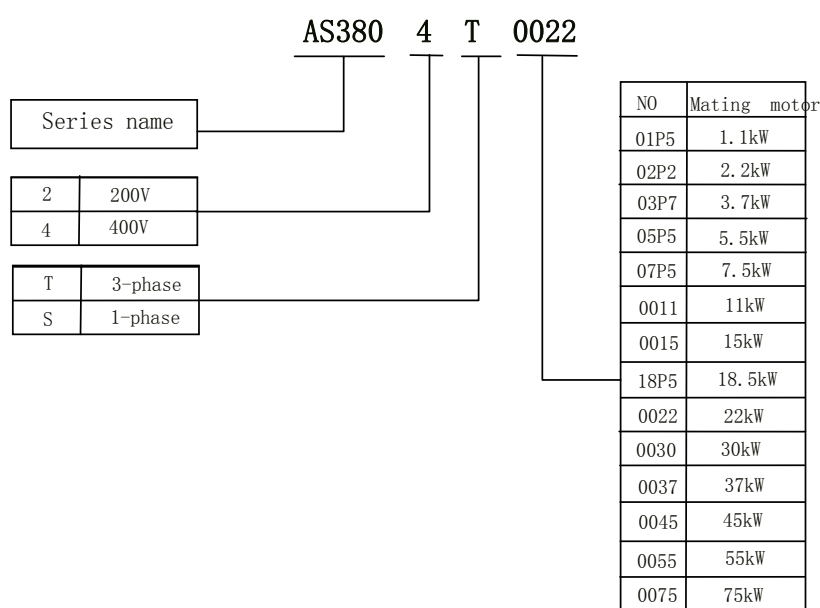 AS380 4 T 0022
Series name
2 200V
4 400V
T 3-phase
S 1-phase
NO Mating motor
01P5 1.1kW
02P2 2.2kW
03P7 3.7kW
05P5 5.5kW
07P5 7.5kW
0011 11kW
0015 15kW
18P5 18.5kW
0022 22kW
0030 30kW
0037 37kW
0045 45kW
0055 55kW
0075 75kW